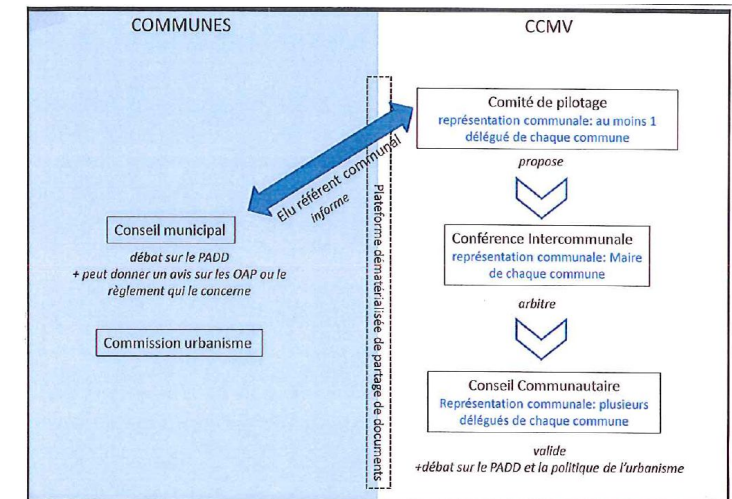 COMMUNES
CCMV
Comité de pilotage
représentation communale: au moins 1
délégué de chaque commune
propose
Elu référent communal
informe
Plateforme dématérialisée de partage de documents
Conseil municipal
débat sur le PADD
+ peut donner un avis sur les OAP ou le
règlement qui le concerne
Commission urbanisme
Conférence Intercommunale
représentation communale: Maire
de chaque commune
arbitre
Conseil Communautaire
Représentation communale: plusieurs
délégués de chaque commune
valide
+débat sur le PADD et la politique de l'urbanisme